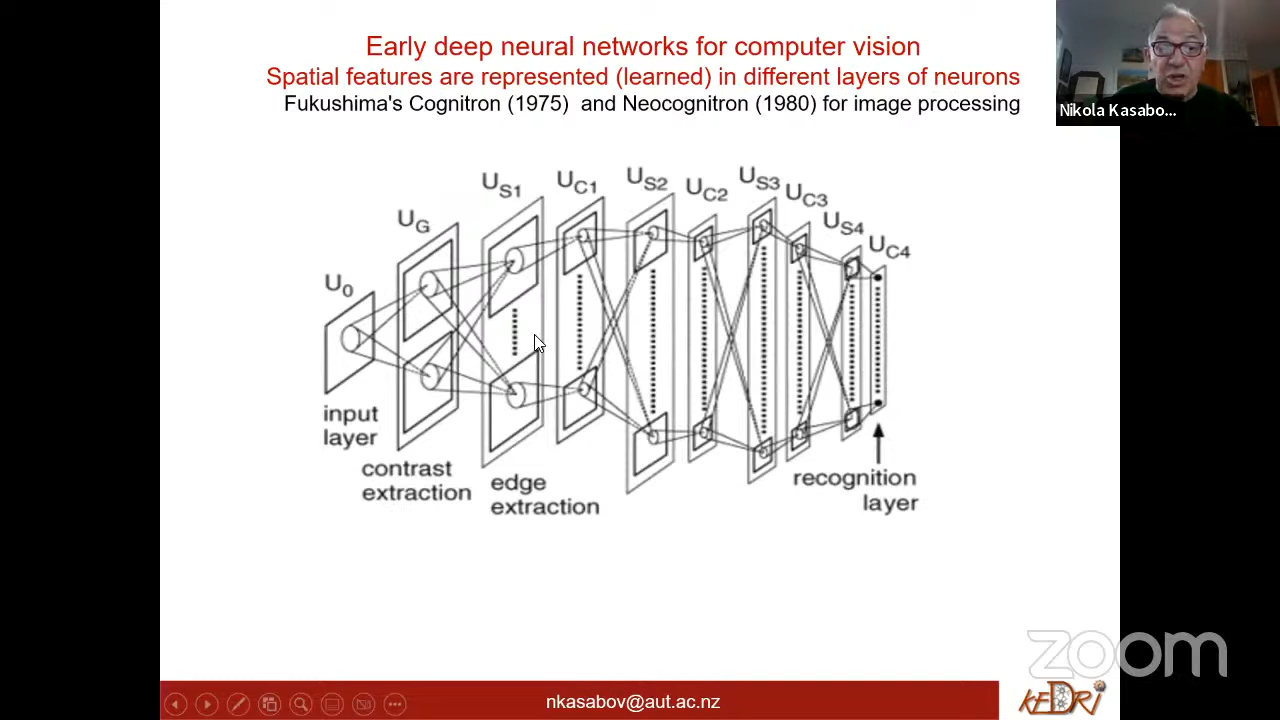 Early deep neural networks for computer vision
Spatial features are represented (learned) in different layers of neurons
Fukushima's Cognitron (1975) and Neocognitron (1980) for image processing
Nikola Kasabo...
U0
UG
US1
UC1
US2
UC2
US3
UC3
US4
UC4
input
layer
contrast
extraction
edge
extraction
recognition
layer
zoom
nkasabov@aut.ac.nz
KEDRI